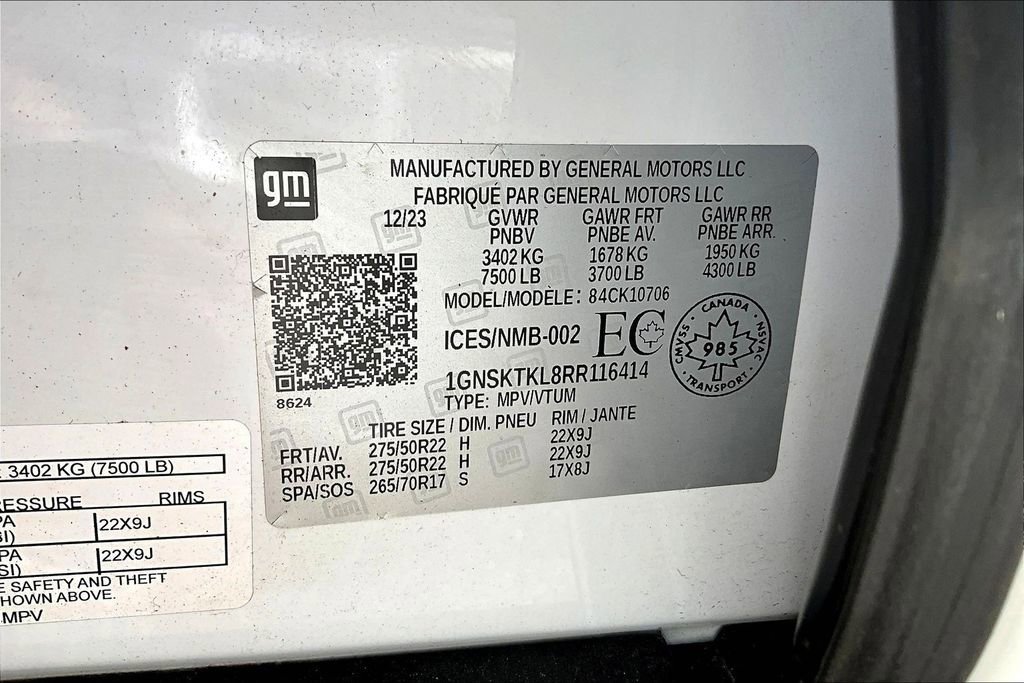 gm
MANUFACTURED BY GENERAL MOTORS LLC
FABRIQUÉ PAR GENERAL MOTORS LLC
12/23 GVWR GAWR FRT GAWR RR
PNBV PNBE AV. PNBE ARR.
3402 KG 1678 KG 1950 KG
7500 LB 3700 LB 4300 LB
MODEL/MODÈLE: 84CK10706
ICES/NMB-002 EC
CANADA
CMVSS 985 NSVAC
TRANSPORT
1GNSKTKL8RR116414
8624
TYPE: MPV/VTUM
TIRE SIZE / DIM. PNEU RIM / JANTE
FRT/AV. 275/50R22 H 22X9J
RR/ARR. 275/50R22 H 22X9J
SPA/SOS 265/70R17 S 17X8J
3402 KG (7500 LB)
RIMS
22X9J
22X9J
SAFETY AND THEFT
ABOVE.
MPV